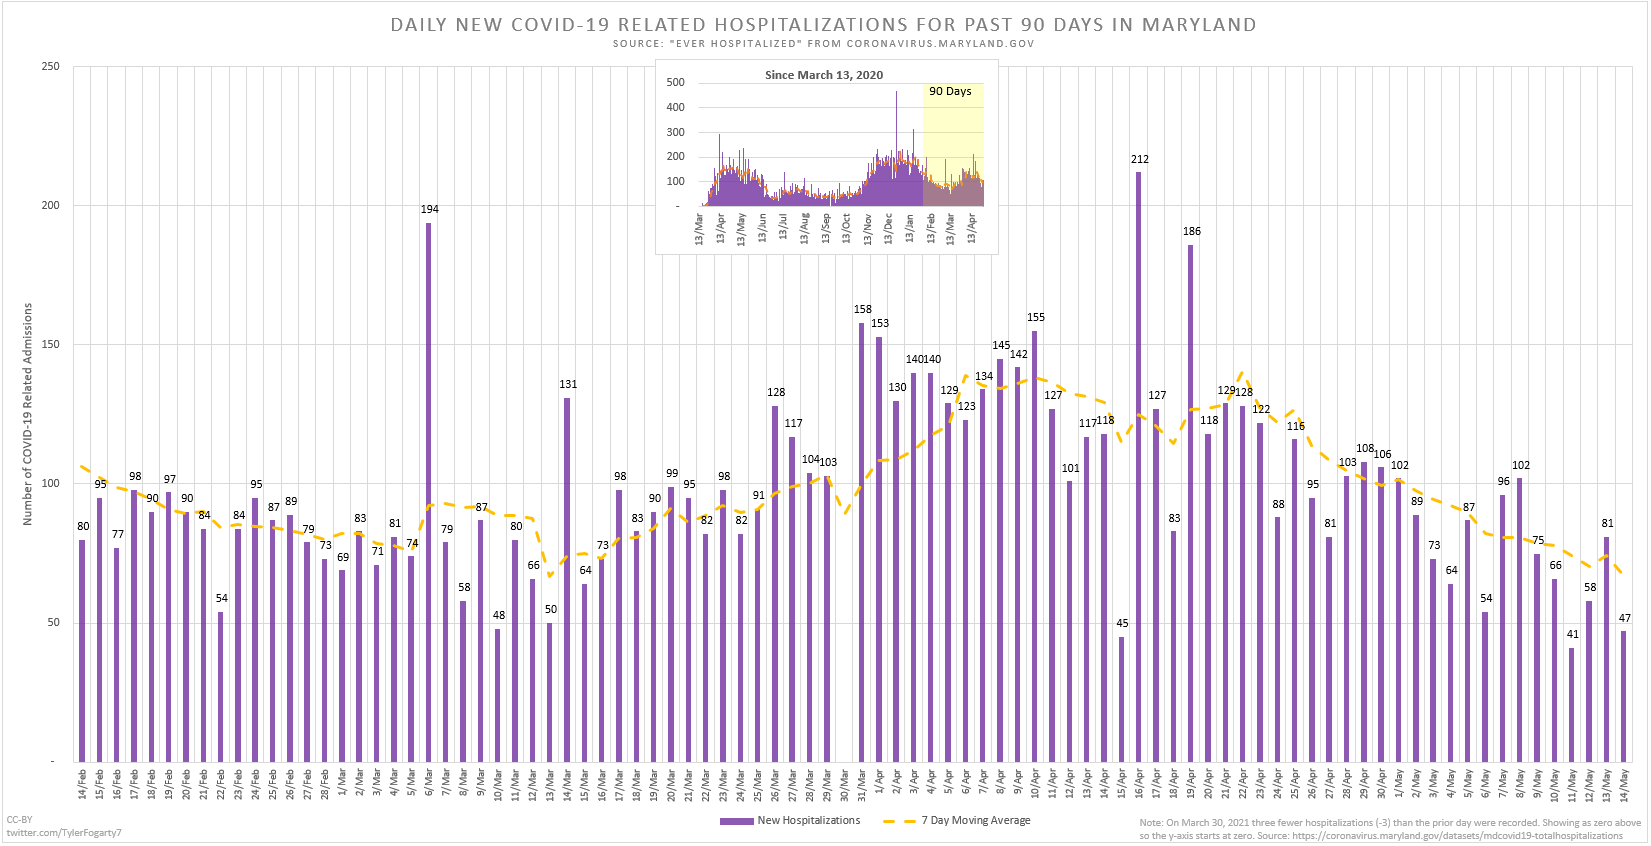 DAILY NEW COVID-19 RELATED HOSPITALIZATIONS FOR PAST 90 DAYS IN MARYLAND
SOURCE: "EVER HOSPITALIZED" FROM CORONAVIRUS.MARYLAND.GOV
Since March 13, 2020
90 Days
500
400
300
200
100
-
13/Mar 13/Apr 13/May 13/Jun 13/Jul 13/Aug 13/Sep 13/Oct 13/Nov 13/Dec 13/Jan 13/Feb 13/Mar 13/Apr
Number of COVID-19 Related Admissions
250
200
150
100
50
-
80 95 77 98 90 97 90 84 54 84 95 87 89 79 73 69 83 71 81 74 194 79 58 87 48 80 66 50 131 64 73 98 83 90 99 95 82 98 82 91 128 117 104 103 158 153 130 140 140 129 123 134 145 142 155 127 101 117 118 45 212 127 83 186 118 129 128 122 88 116 95 81 103 108 106 102 89 73 64 87 54 96 102 75 66 41 58 81 47
14/Feb 15/Feb 16/Feb 17/Feb 18/Feb 19/Feb 20/Feb 21/Feb 22/Feb 23/Feb 24/Feb 25/Feb 26/Feb 27/Feb 28/Feb 1/Mar 2/Mar 3/Mar 4/Mar 5/Mar 6/Mar 7/Mar 8/Mar 9/Mar 10/Mar 11/Mar 12/Mar 13/Mar 14/Mar 15/Mar 16/Mar 17/Mar 18/Mar 19/Mar 20/Mar 21/Mar 22/Mar 23/Mar 24/Mar 25/Mar 26/Mar 27/Mar 28/Mar 29/Mar 30/Mar 31/Mar 1/Apr 2/Apr 3/Apr 4/Apr 5/Apr 6/Apr 7/Apr 8/Apr 9/Apr 10/Apr 11/Apr 12/Apr 13/Apr 14/Apr 15/Apr 16/Apr 17/Apr 18/Apr 19/Apr 20/Apr 21/Apr 22/Apr 23/Apr 24/Apr 25/Apr 26/Apr 27/Apr 28/Apr 29/Apr 30/Apr 1/May 2/May 3/May 4/May 5/May 6/May 7/May 8/May 9/May 10/May 11/May 12/May 13/May 14/May
New Hospitalizations
7 Day Moving Average
CC-BY
twitter.com/TylerFogarty7
Note: On March 30, 2021 three fewer hospitalizations (-3) than the prior day were recorded. Showing as zero above
so the y-axis starts at zero. Source: https://coronavirus.maryland.gov/datasets/mdcovid19-totalhospitalizations